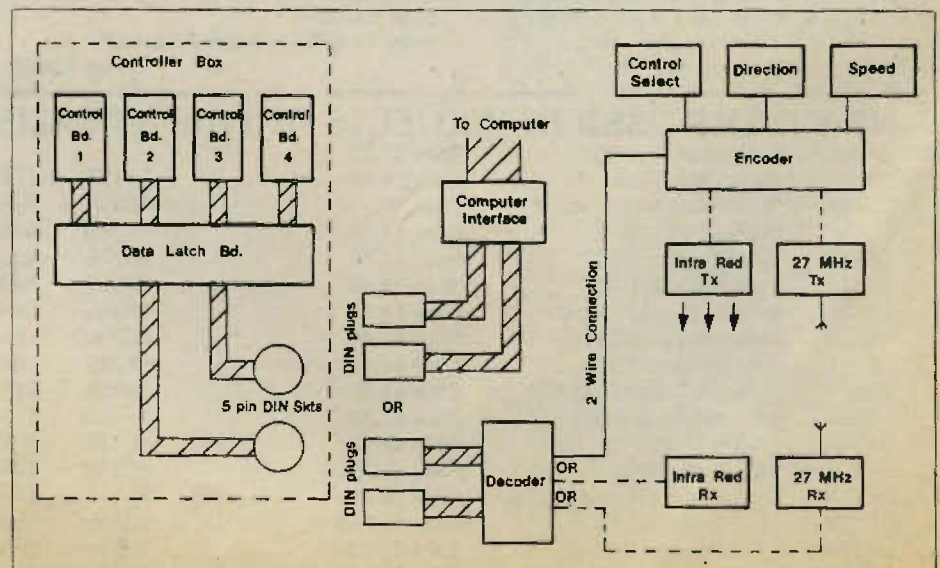 Controller Box
Control
Bd.
1
Control
Bd.
2
Control
Bd.
3
Control
Bd.
4
Data Latch Bd.
5 pin DIN Skts
To Computer
Computer
Interface
DIN plugs
OR
DIN plugs
Decoder
OR
OR
2 Wire Connection
Control
Select
Direction
Speed
Encoder
Infra Red
Tx
27 MHz
Tx
Infra Red
Rx
27 MHz
Rx